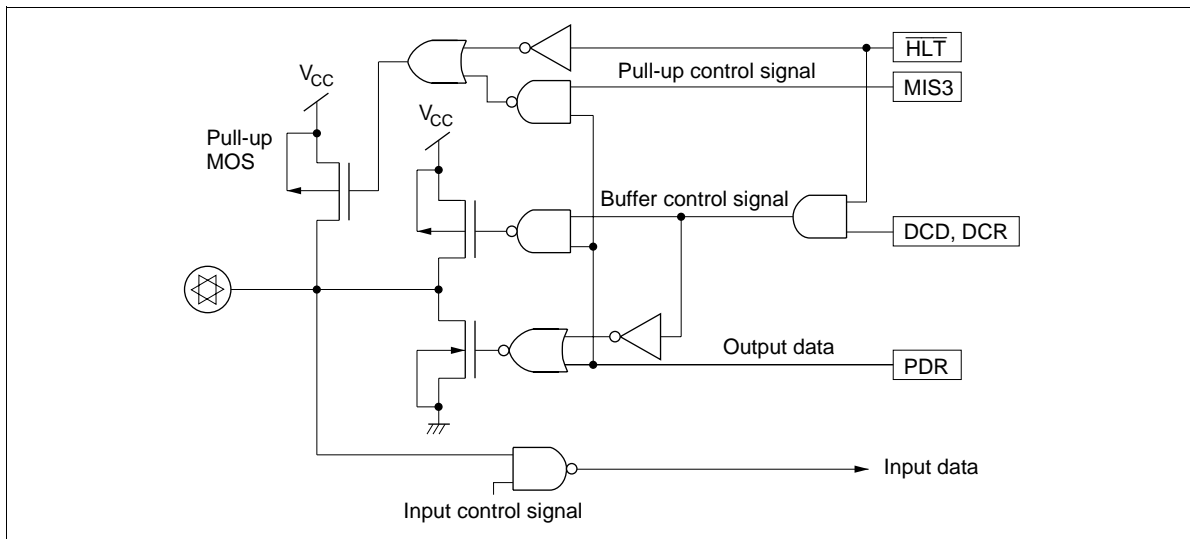 HLT
Pull-up control signal
MIS3
VCC
VCC
Pull-up
MOS
Buffer control signal
DCD, DCR
Output data
PDR
Input data
Input control signal